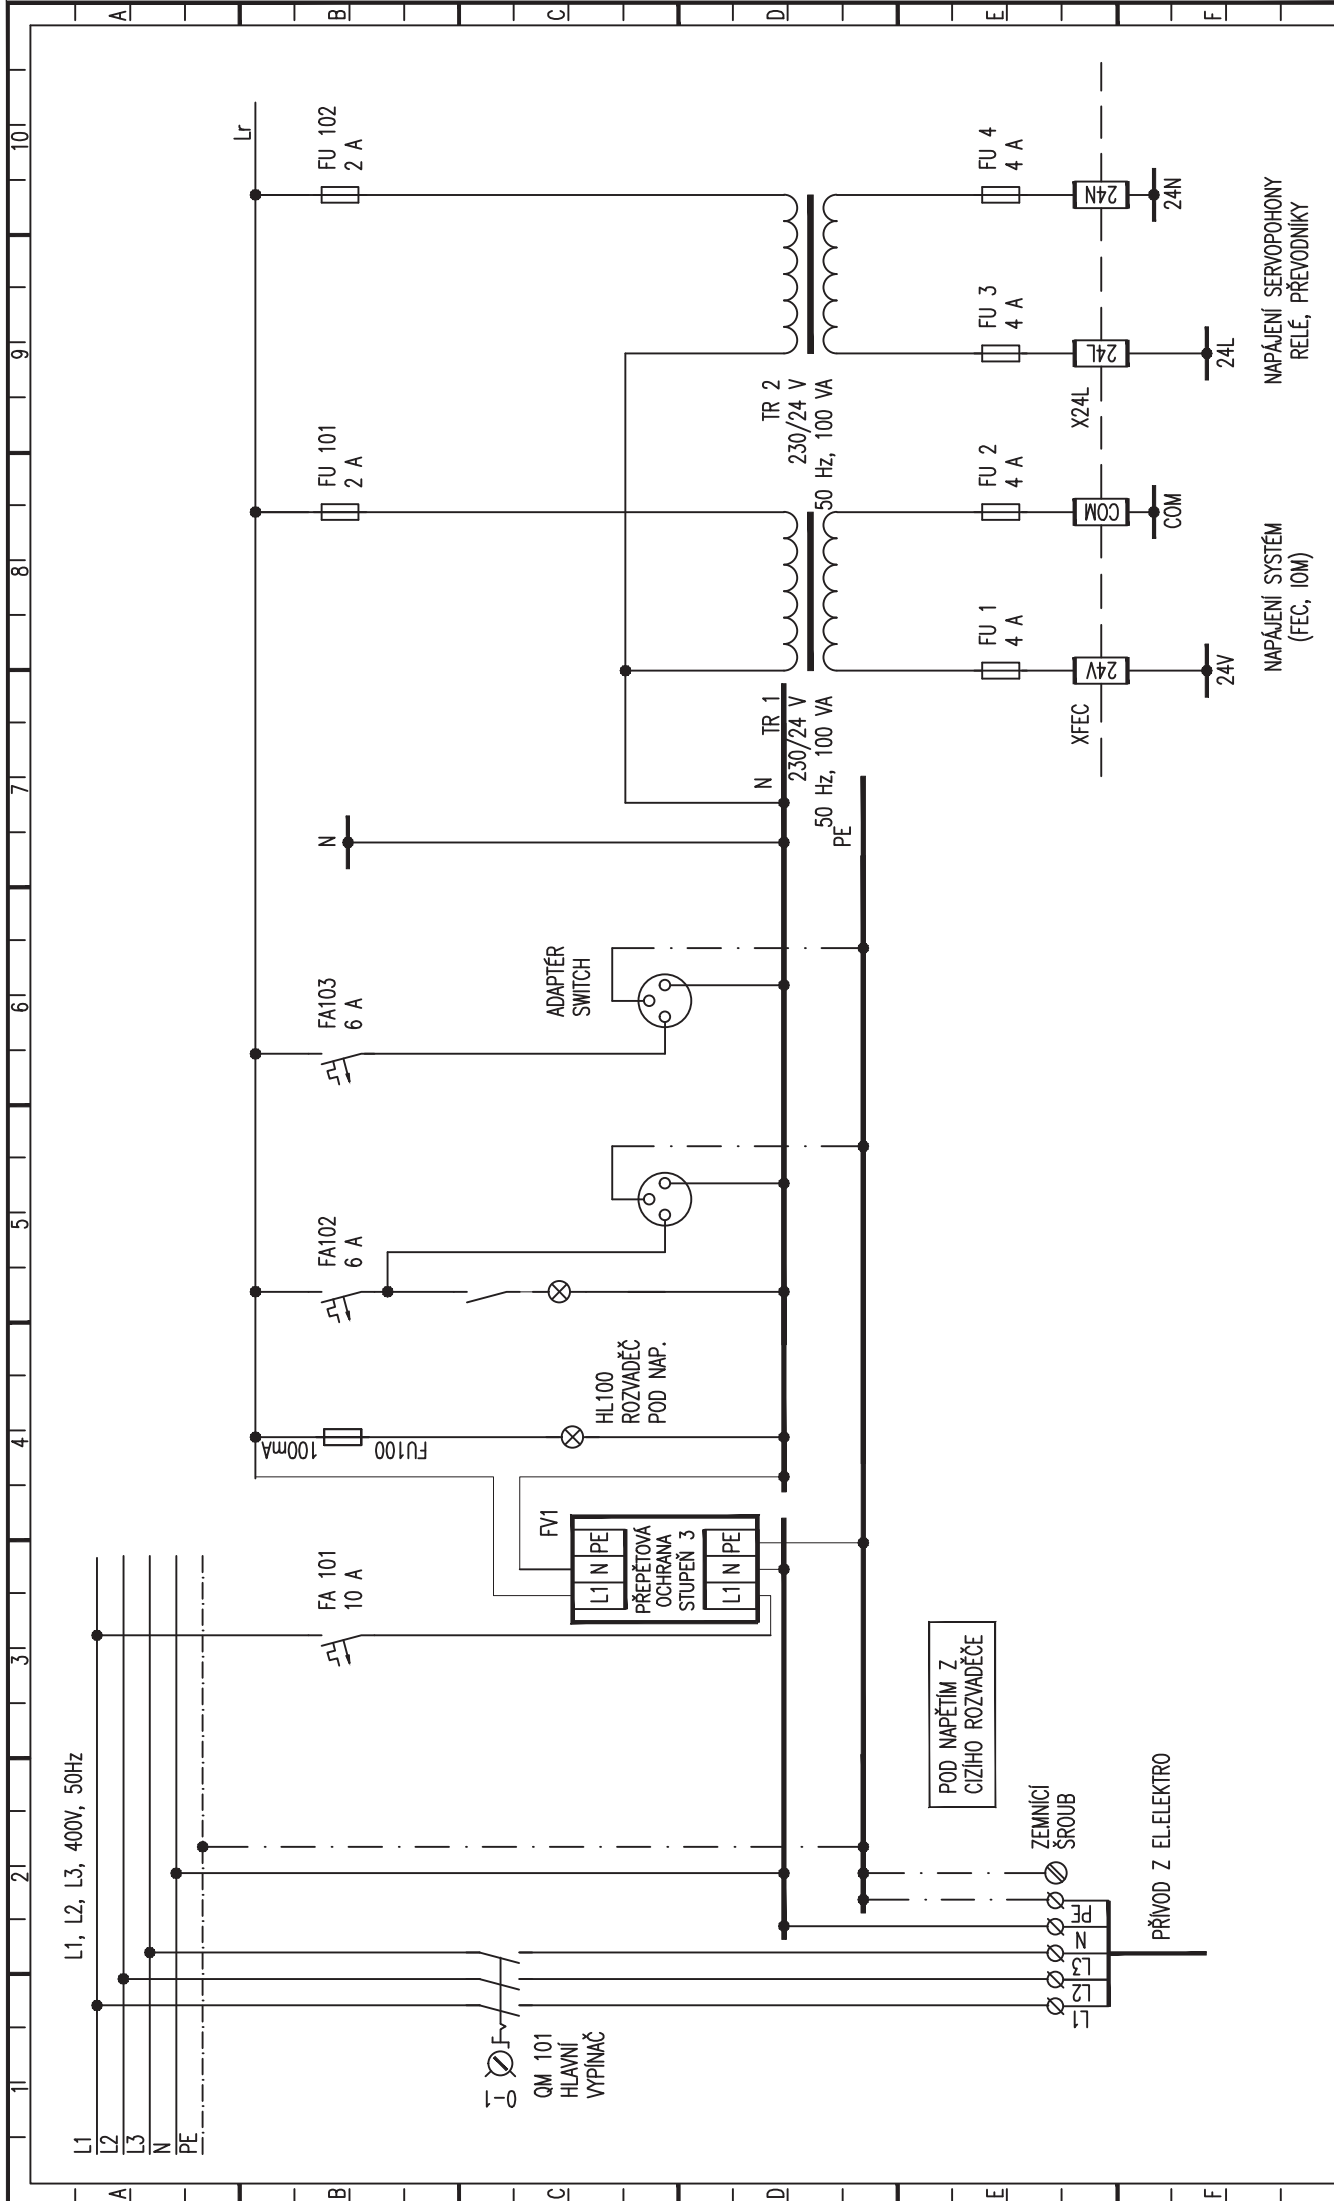 1
2
3
4
5
6
7
8
9
10
A
B
C
D
E
F
A
B
C
D
E
F
L1
L2
L3
N
PE
L1, L2, L3, 400V, 50Hz
Lr
FA 101
10 A
100mA
FU100
FA102
6 A
FA103
6 A
N
FU 101
2 A
FU 102
2 A
0-1
QM 101
HLAVNÍ
VYPÍNAČ
FV1
L1 N PE
PŘEPĚTOVÁ
OCHRANA
STUPEŇ 3
L1 N PE
HL100
ROZVADĚČ
POD NAP.
ADAPTÉR
SWITCH
N
PE
TR 1
230/24 V
50 Hz, 100 VA
TR 2
230/24 V
50 Hz, 100 VA
POD NAPĚTÍM Z
CIZÍHO ROZVADĚČE
FU 1
4 A
FU 2
4 A
FU 3
4 A
FU 4
4 A
ZEMNÍCÍ
ŠROUB
L1
L2
L3
N
PE
PŘÍVOD Z EL.ELEKTRO
XFEC
24V
COM
X24L
24L
24N
24V
COM
24L
24N
NAPÁJENÍ SYSTÉM
(FEC, IOM)
NAPÁJENÍ SERVOPOHONY
RELÉ, PŘEVODNÍKY